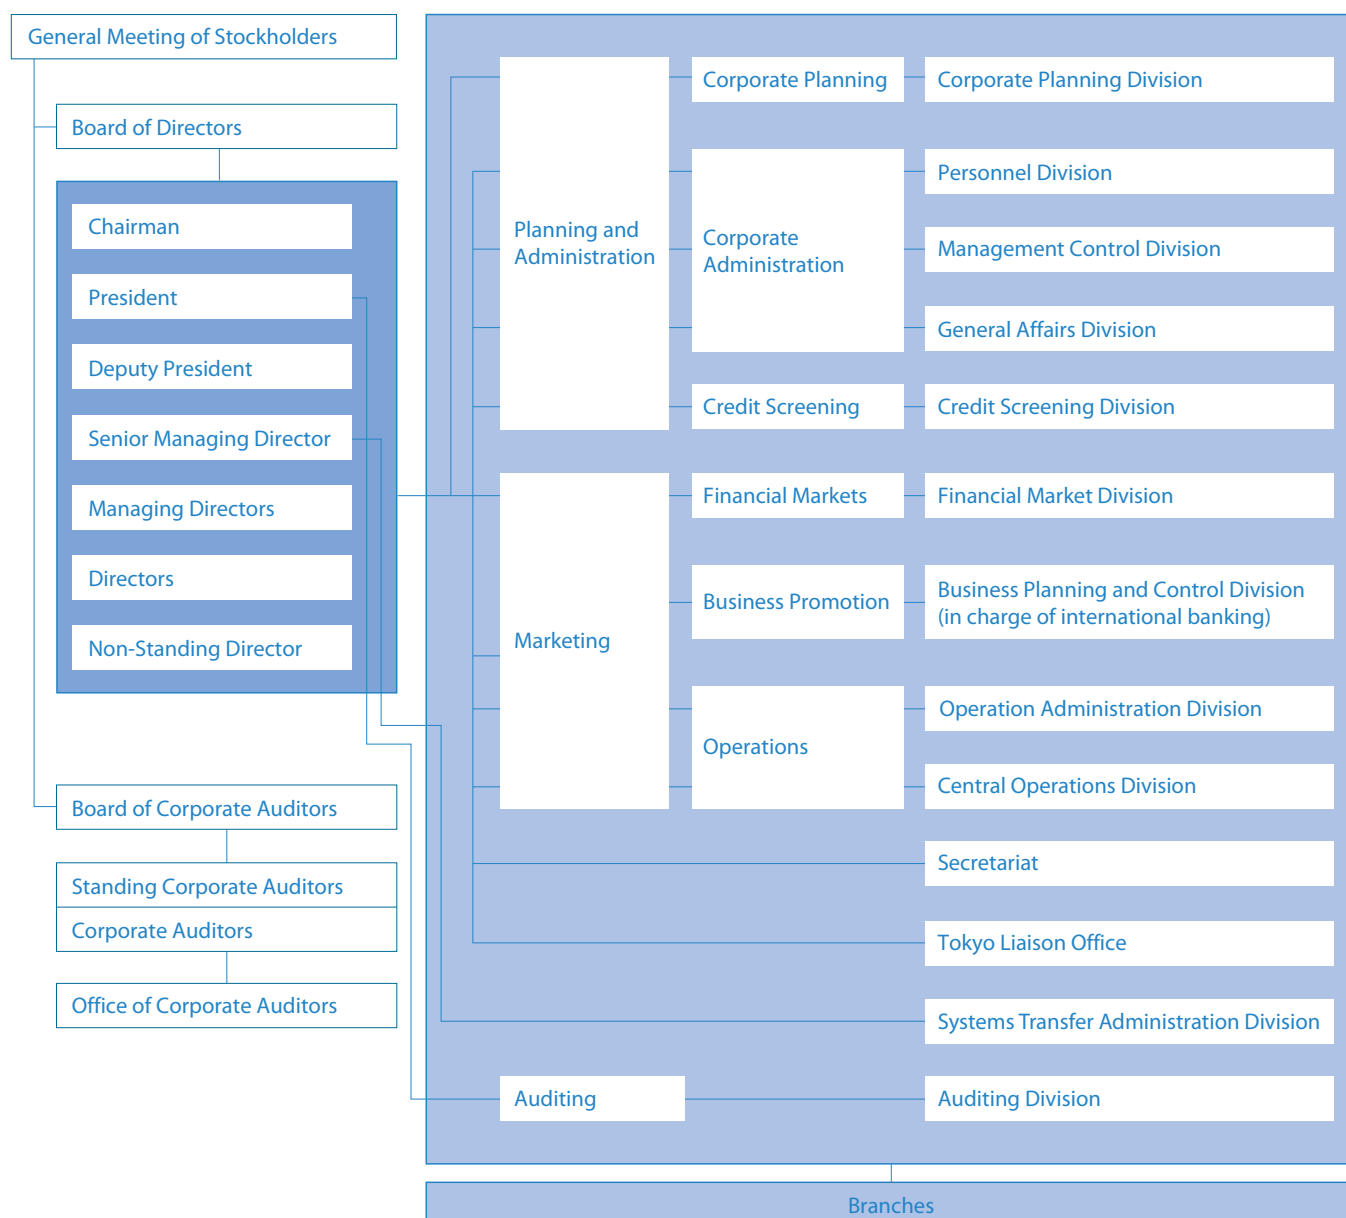 General Meeting of Stockholders
Board of Directors
Chairman
President
Deputy President
Senior Managing Director
Managing Directors
Directors
Non-Standing Director
Board of Corporate Auditors
Standing Corporate Auditors
Corporate Auditors
Office of Corporate Auditors
Planning and
Administration
Corporate Planning
Corporate Planning Division
Corporate
Administration
Personnel Division
Management Control Division
General Affairs Division
Credit Screening
Credit Screening Division
Marketing
Financial Markets
Financial Market Division
Business Promotion
Business Planning and Control Division
(in charge of international banking)
Operations
Operation Administration Division
Central Operations Division
Secretariat
Tokyo Liaison Office
Systems Transfer Administration Division
Auditing
Auditing Division
Branches